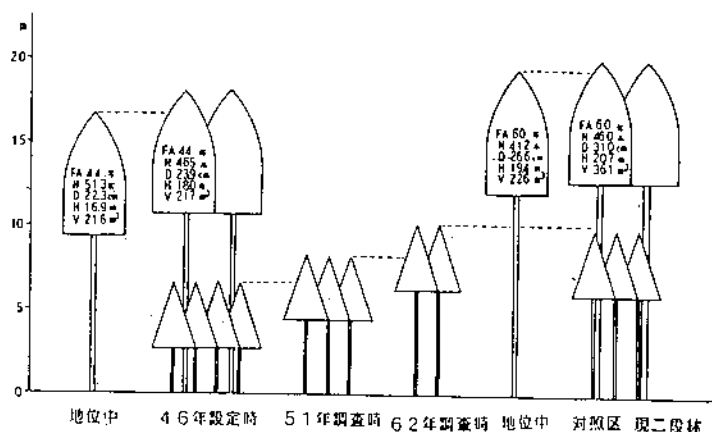 m
20
15
10
5
0
FA 44 年
N 513 本
D 22.3 cm
H 16.9 m
V 216 m³
FA 44 年
N 465 本
D 23.9 cm
H 18.0 m
V 217 m³
FA 60 年
N 412 本
D 26.6 cm
H 19.4 m
V 226 m³
FA 60 年
N 460 本
D 31.0 cm
H 20.7 m
V 361 m³
地位中
46年設定時
51年調査時
62年調査時
地位中
対照区
現二段林